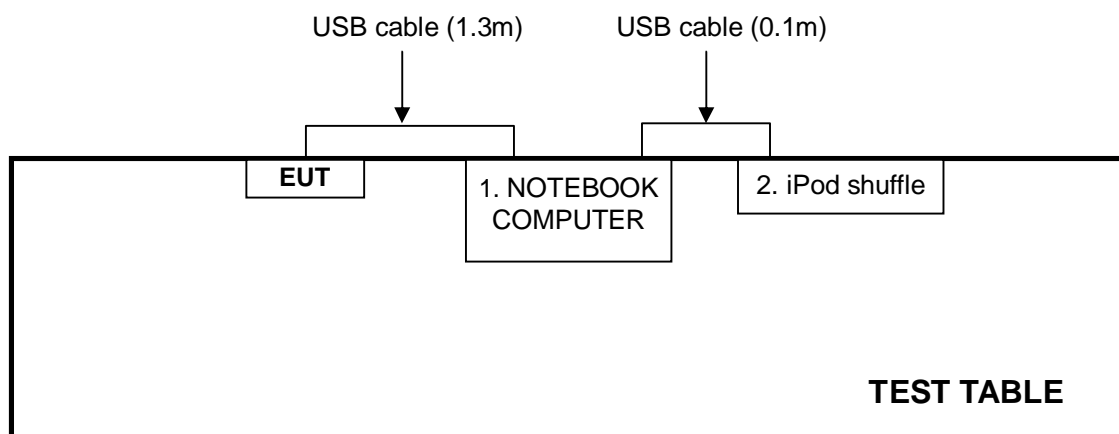 USB cable (1.3m)
USB cable (0.1m)
EUT
1. NOTEBOOK
COMPUTER
2. iPod shuffle
TEST TABLE